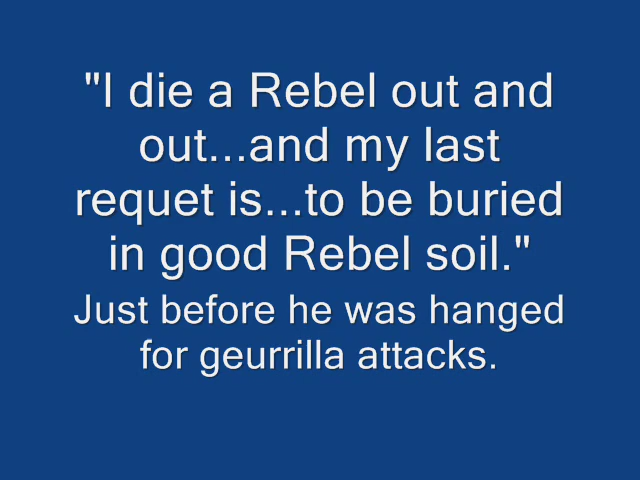 "I die a Rebel out and
out...and my last
requet is...to be buried
in good Rebel soil."
Just before he was hanged
for geurrilla attacks.